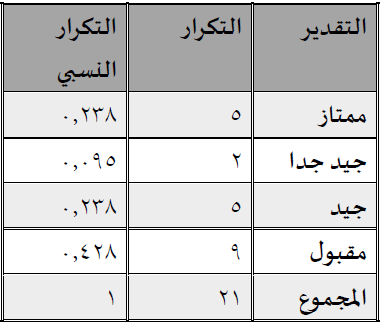 التقدير التكرار التكرار النسبي
ممتاز ٥ ٠,٢٣٨
جيد جدا ٢ ٠,٠٩٥
جيد ٥ ٠,٢٣٨
مقبول ٩ ٠,٤٢٨
المجموع ٢١ ١